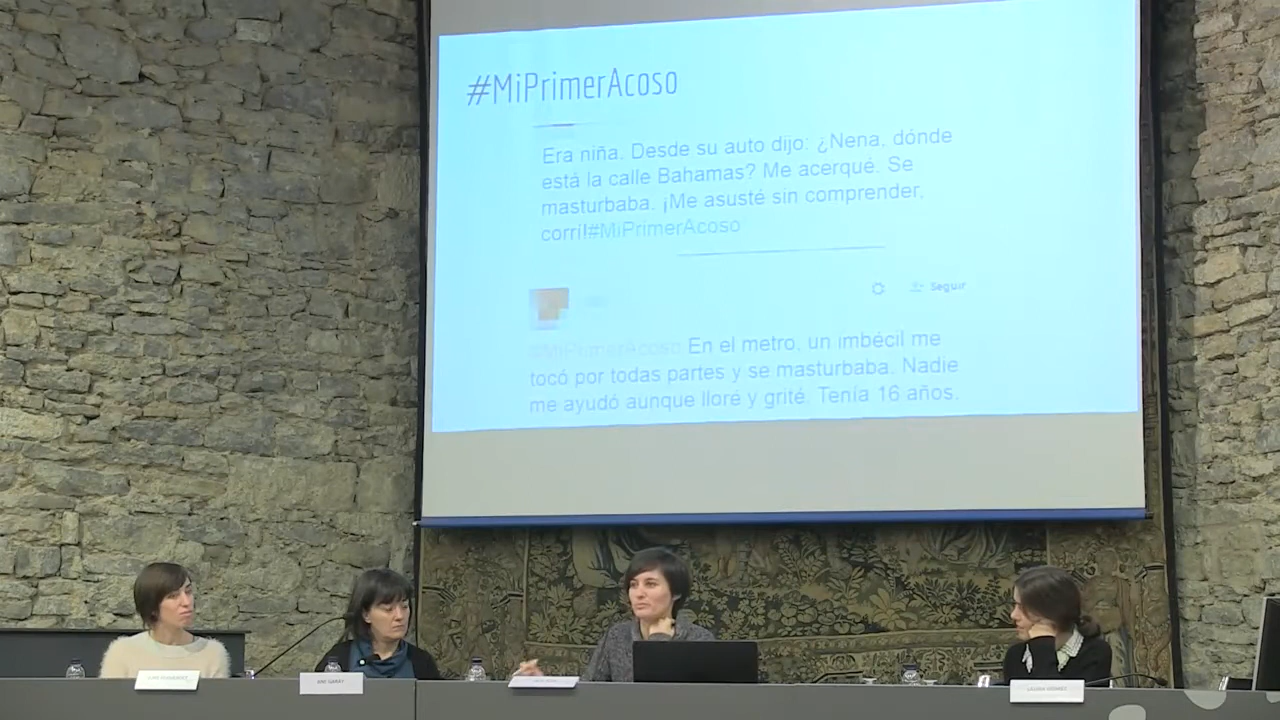 #MiPrimerAcoso
Era niña. Desde su auto dijo: ¿Nena, dónde
está la calle Bahamas? Me acerqué. Se
masturbaba. ¡Me asusté sin comprender,
corrí!#MiPrimerAcoso
Seguir
#MiPrimerAcoso En el metro, un imbécil me
tocó por todas partes y se masturbaba. Nadie
me ayudó aunque lloré y grité. Tenía 16 años.